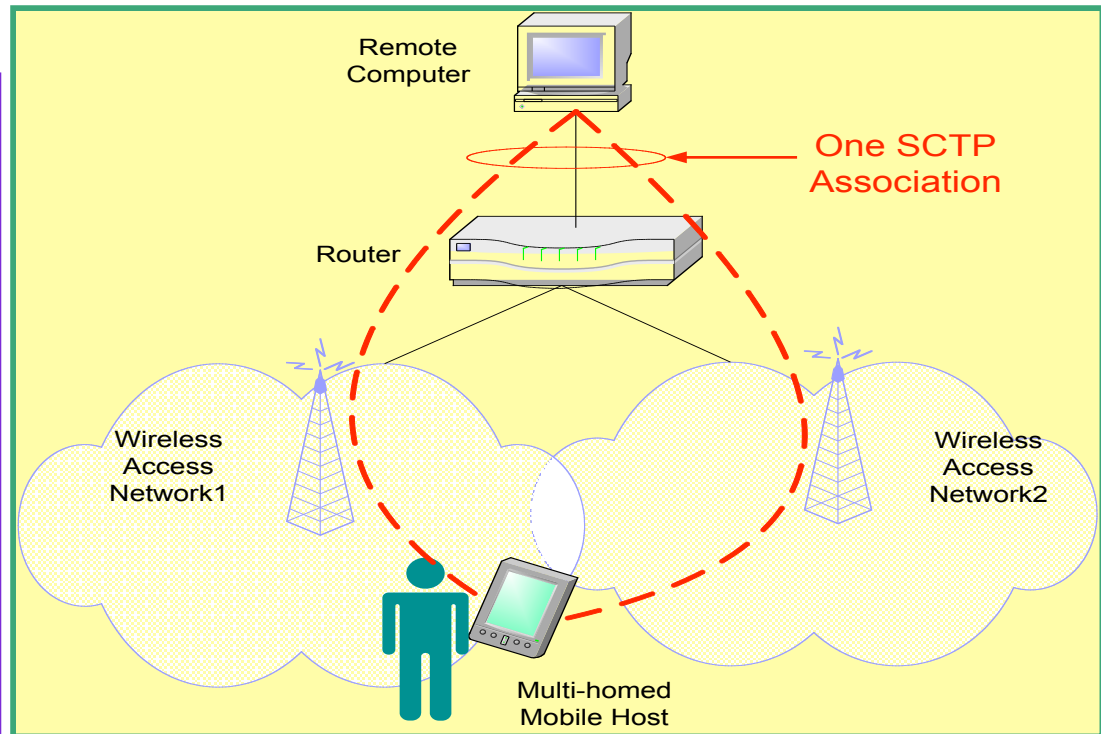 Remote
Computer
One SCTP
Association
Router
Wireless
Access
Network1
Wireless
Access
Network2
Multi-homed
Mobile Host